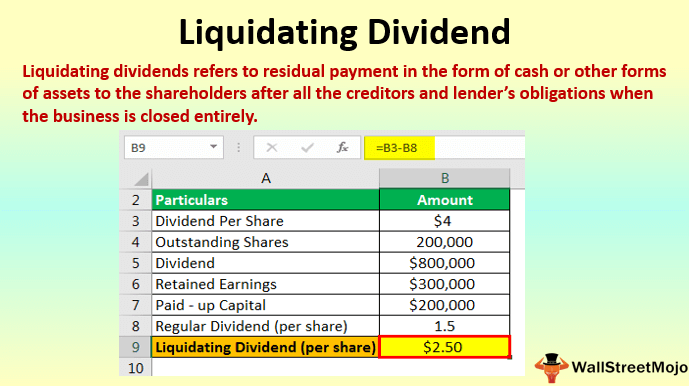 Liquidating Dividend
Liquidating dividends refers to residual payment in the form of cash or other forms
of assets to the shareholders after all the creditors and lender's obligations when
the business is closed entirely.
B9 fx =B3-B8
A B
2 Particulars Amount
3 Dividend Per Share $4
4 Outstanding Shares 200,000
5 Dividend $800,000
6 Retained Earnings $300,000
7 Paid - up Capital $200,000
8 Regular Dividend (per share) 1.5
9 Liquidating Dividend (per share) $2.50
10
WallStreetMojo